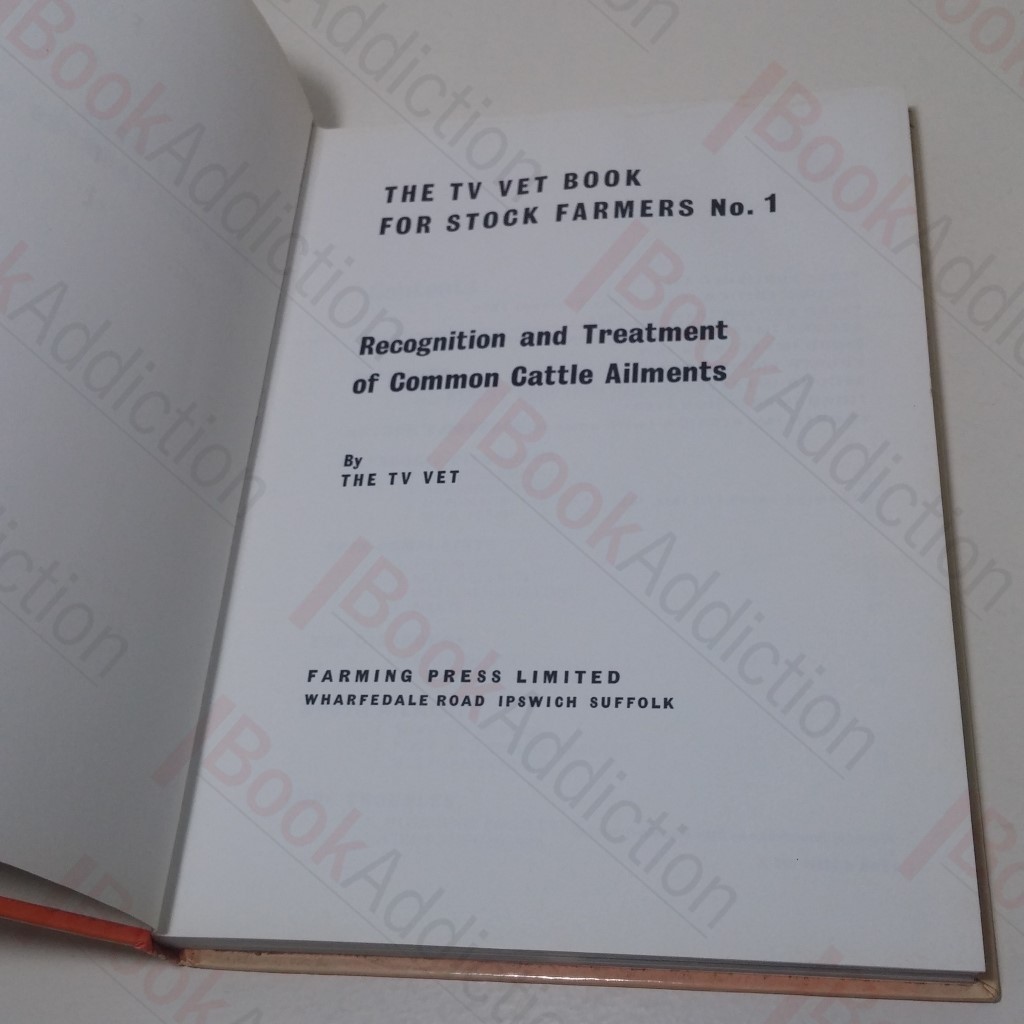 THE TV VET BOOK
FOR STOCK FARMERS No. 1
Recognition and Treatment
of Common Cattle Ailments
By
THE TV VET
FARMING PRESS LIMITED
WHARFEDALE ROAD IPSWICH SUFFOLK
BookAddiction